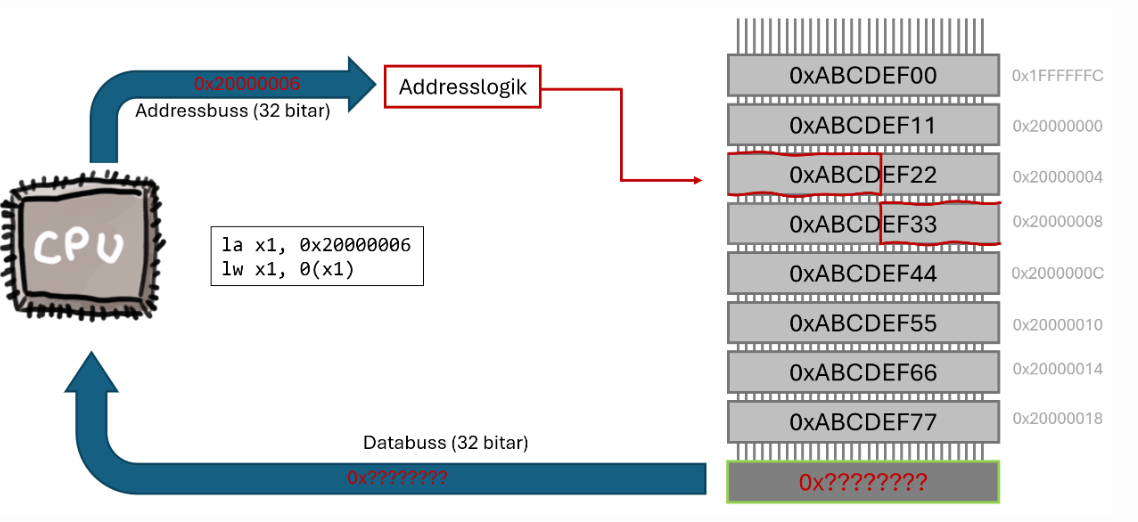 0x20000006
Addressbuss (32 bitar)
Addresslogik
CPU
la x1, 0x20000006
lw x1, 0(x1)
0xABCDEF00 0x1FFFFFFC
0xABCDEF11 0x20000000
0xABCDEF22 0x20000004
0xABCDEF33 0x20000008
0xABCDEF44 0x2000000C
0xABCDEF55 0x20000010
0xABCDEF66 0x20000014
0xABCDEF77 0x20000018
Databuss (32 bitar)
0x????????
0x????????